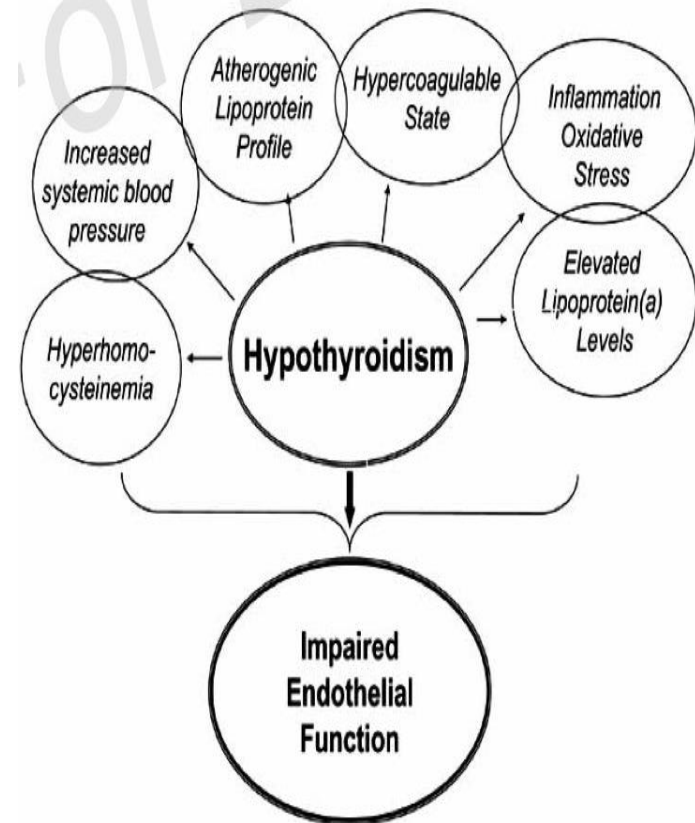 Atherogenic
Lipoprotein
Profile
Hypercoagulable
State
Inflammation
Oxidative
Stress
Increased
systemic blood
pressure
Elevated
Lipoprotein(a)
Levels
Hyperhomo-
cysteinemia
Hypothyroidism
Impaired
Endothelial
Function